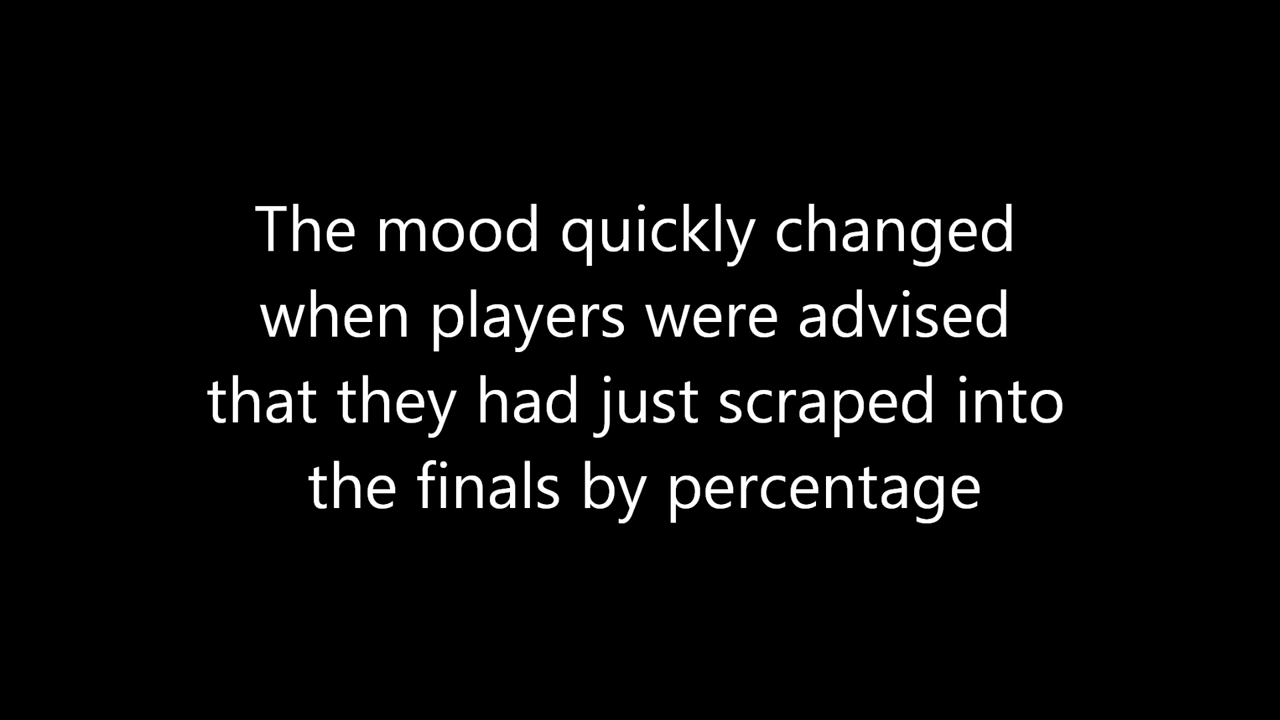 The mood quickly changed
when players were advised
that they had just scraped into
the finals by percentage